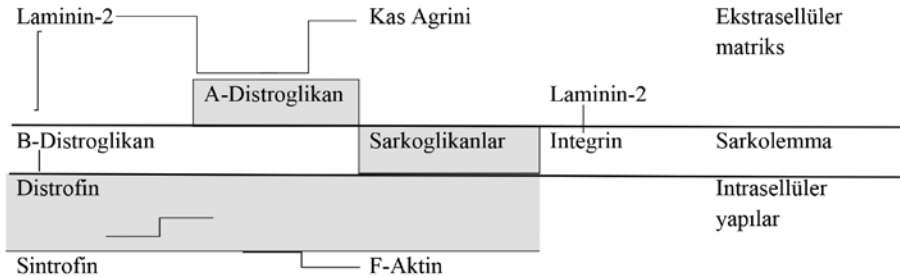 Laminin-2 Kas Agrini Ekstrasellüler
matriks
A-Distroglikan Laminin-2
B-Distroglikan Sarkoglikanlar Integrin Sarkolemma
Distrofin Intrasellüler
yapılar
Sintrofin F-Aktin